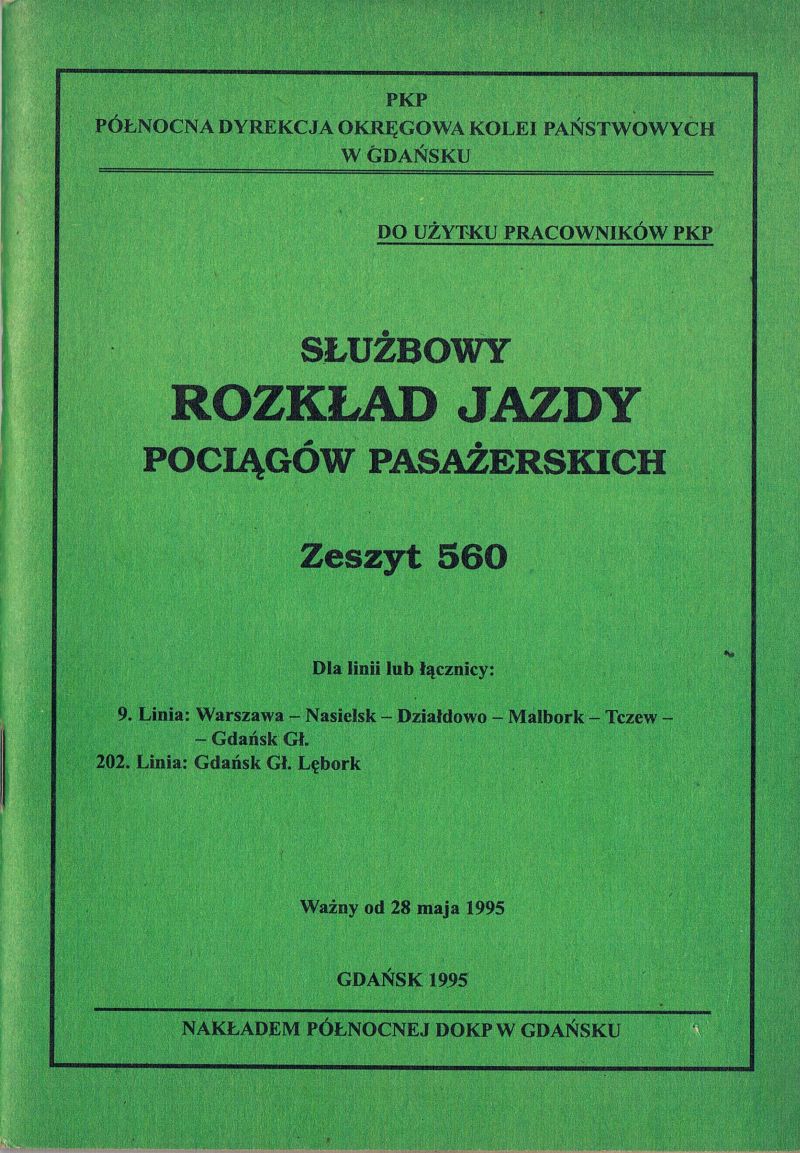 PKP
PÓŁNOCNA DYREKCJA OKRĘGOWA KOLEI PAŃSTWOWYCH
W GDAŃSKU
DO UŻYTKU PRACOWNIKÓW PKP
SŁUŻBOWY
ROZKŁAD JAZDY
POCIĄGÓW PASAŻERSKICH
Zeszyt 560
Dla linii lub łącznicy:
9. Linia: Warszawa – Nasielsk – Działdowo – Malbork – Tczew –
– Gdańsk Gł.
202. Linia: Gdańsk Gł. Lębork
Ważny od 28 maja 1995
GDAŃSK 1995
NAKŁADEM PÓŁNOCNEJ DOKP W GDAŃSKU